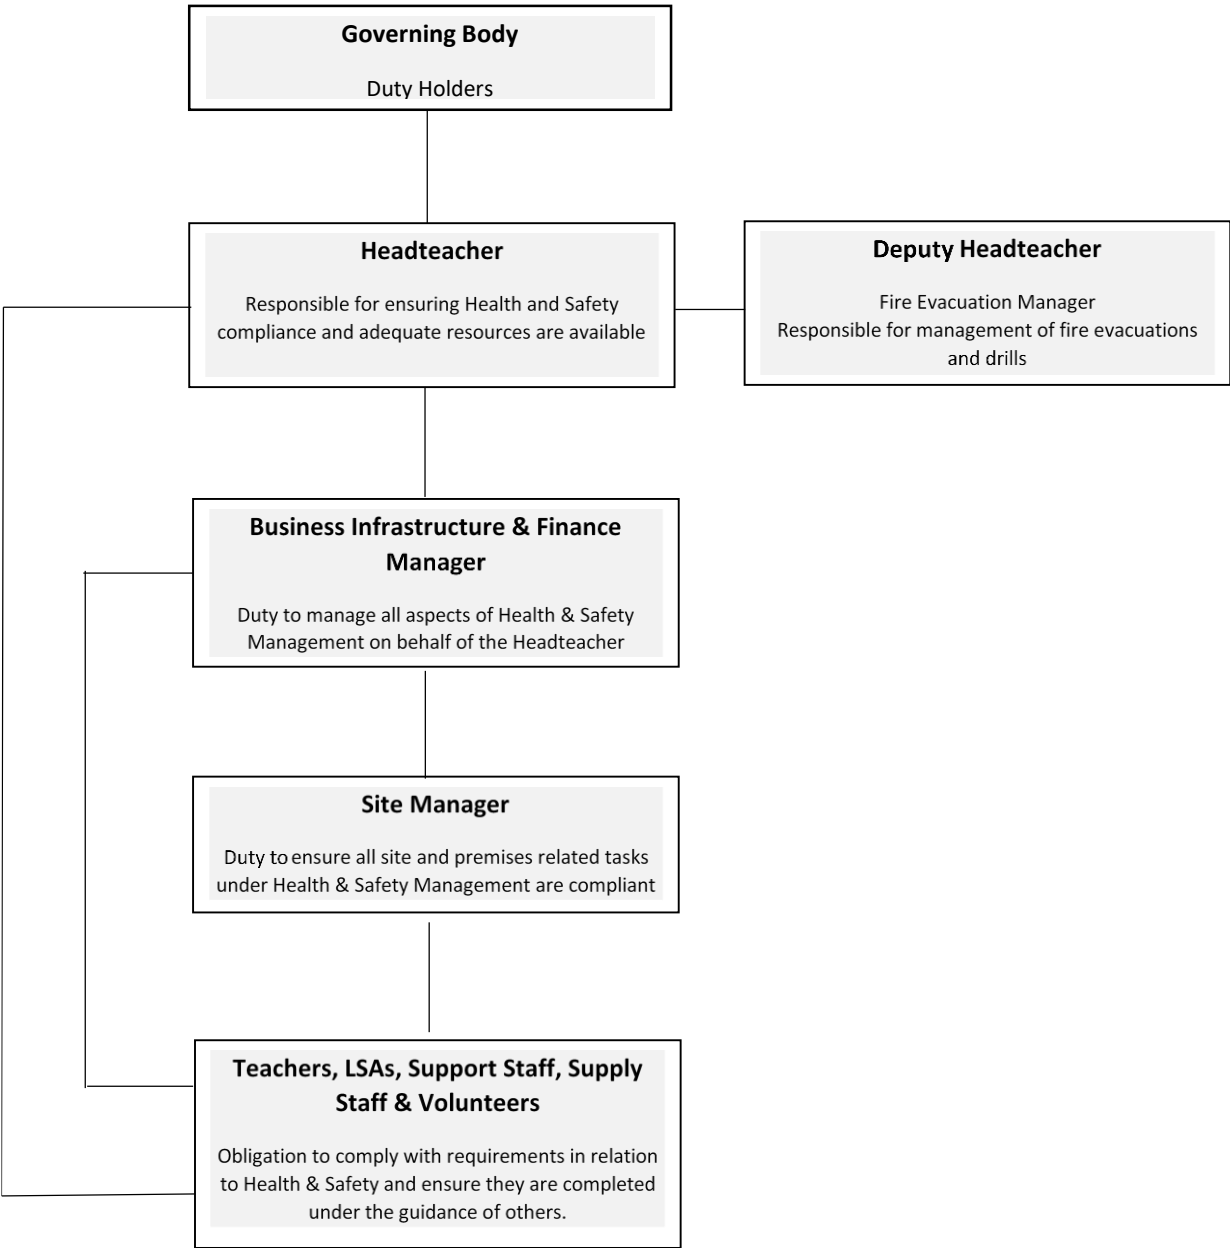 Governing Body
Duty Holders
Headteacher
Responsible for ensuring Health and Safety
compliance and adequate resources are available
Deputy Headteacher
Fire Evacuation Manager
Responsible for management of fire evacuations
and drills
Business Infrastructure & Finance
Manager
Duty to manage all aspects of Health & Safety
Management on behalf of the Headteacher
Site Manager
Duty to ensure all site and premises related tasks
under Health & Safety Management are compliant
Teachers, LSAs, Support Staff, Supply
Staff & Volunteers
Obligation to comply with requirements in relation
to Health & Safety and ensure they are completed
under the guidance of others.